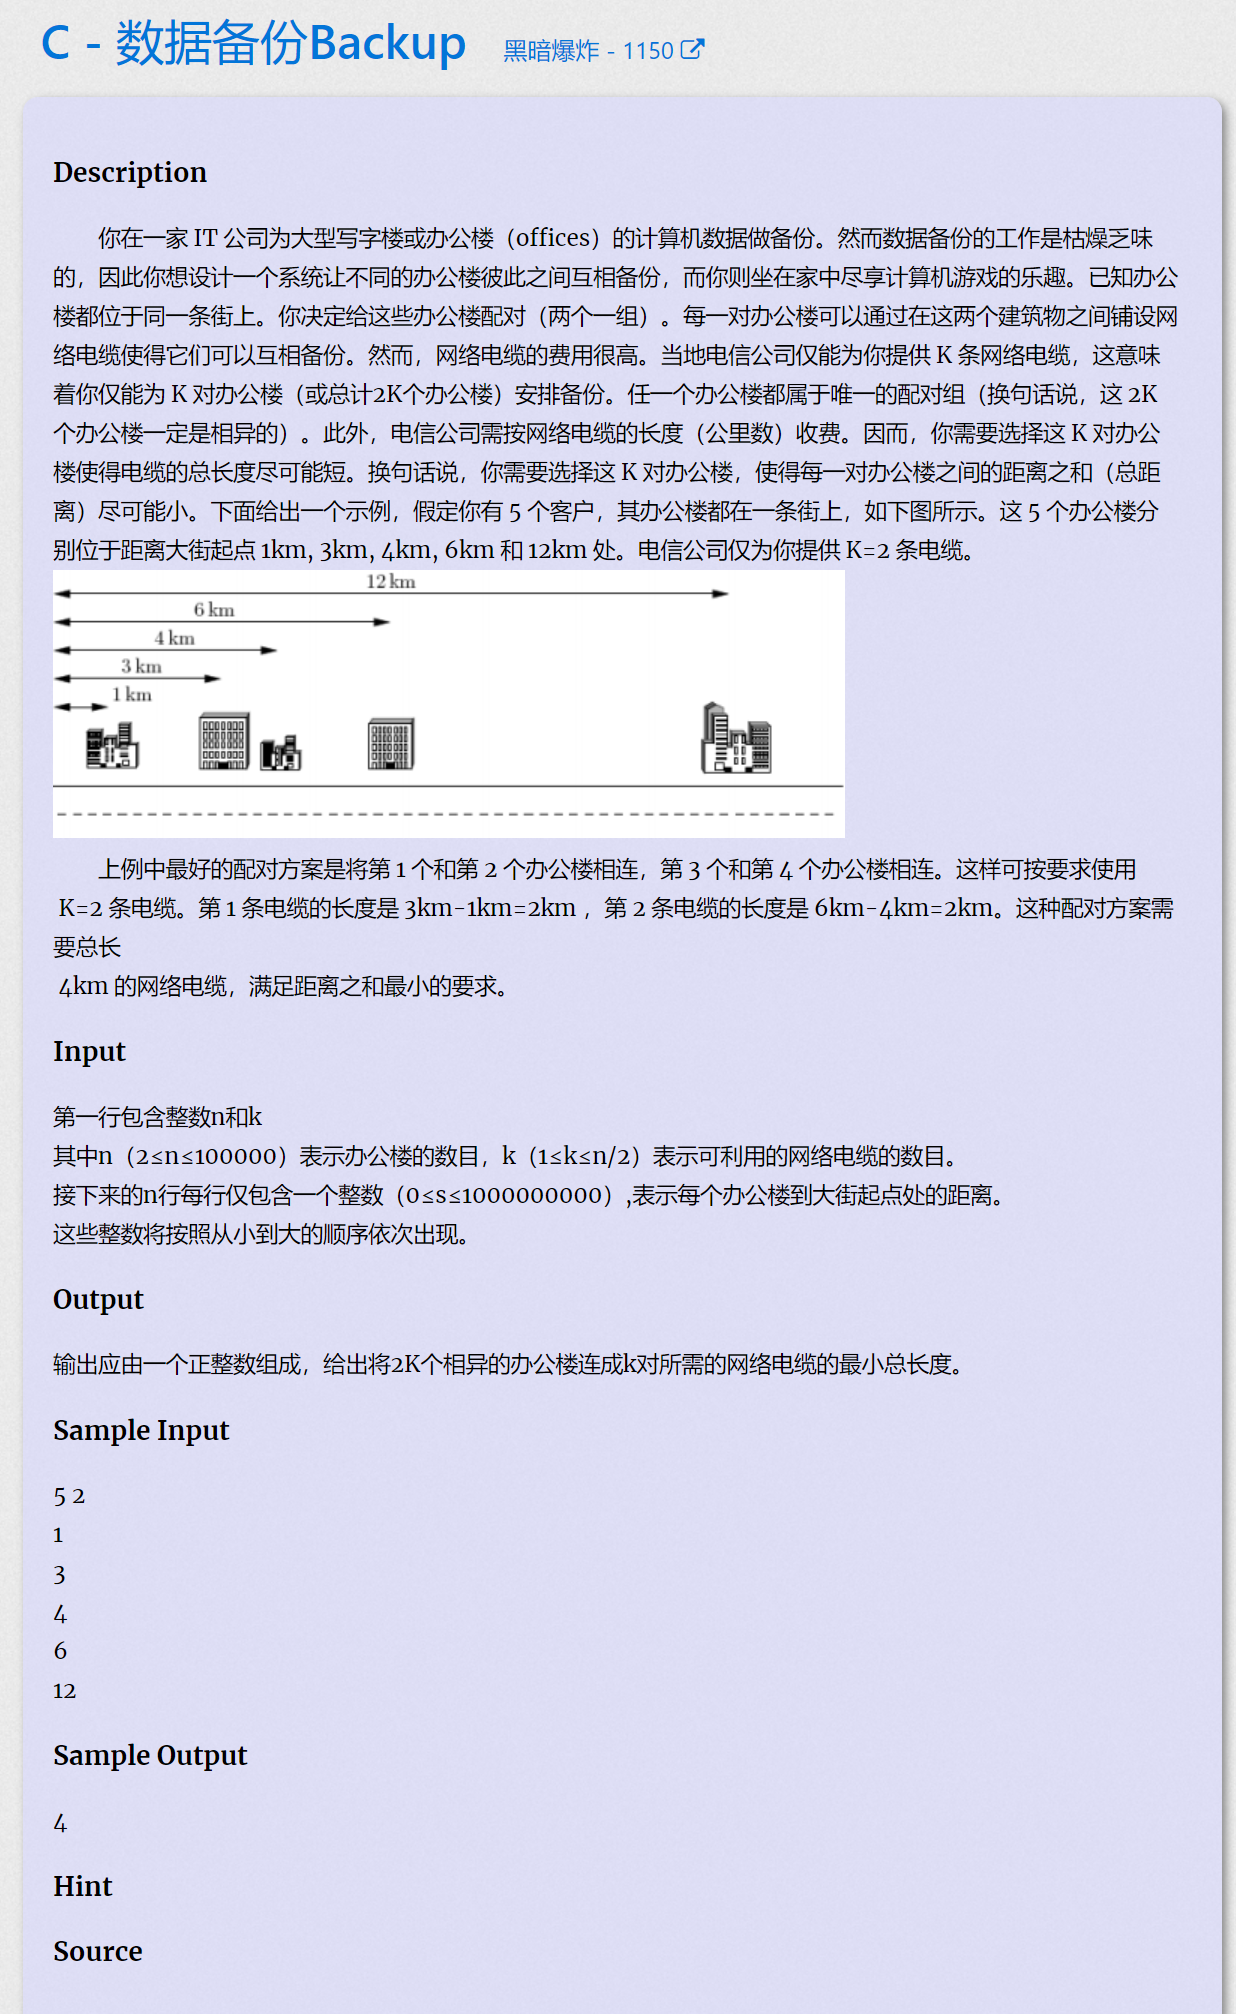 C - 数据备份Backup 黑暗爆炸 - 1150
Description
你在一家 IT 公司为大型写字楼或办公楼（offices）的计算机数据做备份。然而数据备份的工作是枯燥乏味
的，因此你想设计一个系统让不同的办公楼彼此之间互相备份，而你则坐在家中尽享计算机游戏的乐趣。已知办公
楼都位于同一条街上。你决定给这些办公楼配对（两个一组）。每一对办公楼可以通过在这两个建筑物之间铺设网
络电缆使得它们可以互相备份。然而，网络电缆的费用很高。当地电信公司仅能为你提供 K 条网络电缆，这意味
着你仅能为 K 对办公楼（或总计2K个办公楼）安排备份。任一个办公楼都属于唯一的配对组（换句话说，这 2K
个办公楼一定是相异的）。此外，电信公司需按网络电缆的长度（公里数）收费。因而，你需要选择这 K 对办公
楼使得电缆的总长度尽可能短。换句话说，你需要选择这 K 对办公楼，使得每一对办公楼之间的距离之和（总距
离）尽可能小。下面给出一个示例，假定你有 5 个客户，其办公楼都在一条街上，如下图所示。这 5 个办公楼分
别位于距离大街起点 1km, 3km, 4km, 6km 和 12km 处。电信公司仅为你提供 K=2 条电缆。
12 km
6 km
4 km
3 km
1 km
上例中最好的配对方案是将第 1 个和第 2 个办公楼相连，第 3 个和第 4 个办公楼相连。这样可按要求使用
K=2 条电缆。第 1 条电缆的长度是 3km-1km=2km ，第 2 条电缆的长度是 6km-4km=2km。这种配对方案需
要总长
4km 的网络电缆，满足距离之和最小的要求。
Input
第一行包含整数n和k
其中n（2≤n≤100000）表示办公楼的数目，k（1≤k≤n/2）表示可利用的网络电缆的数目。
接下来的n行每行仅包含一个整数（0≤s≤1000000000）,表示每个办公楼到大街起点处的距离。
这些整数将按照从小到大的顺序依次出现。
Output
输出应由一个正整数组成，给出将2K个相异的办公楼连成k对所需的网络电缆的最小总长度。
Sample Input
5 2
1
3
4
6
12
Sample Output
4
Hint
Source